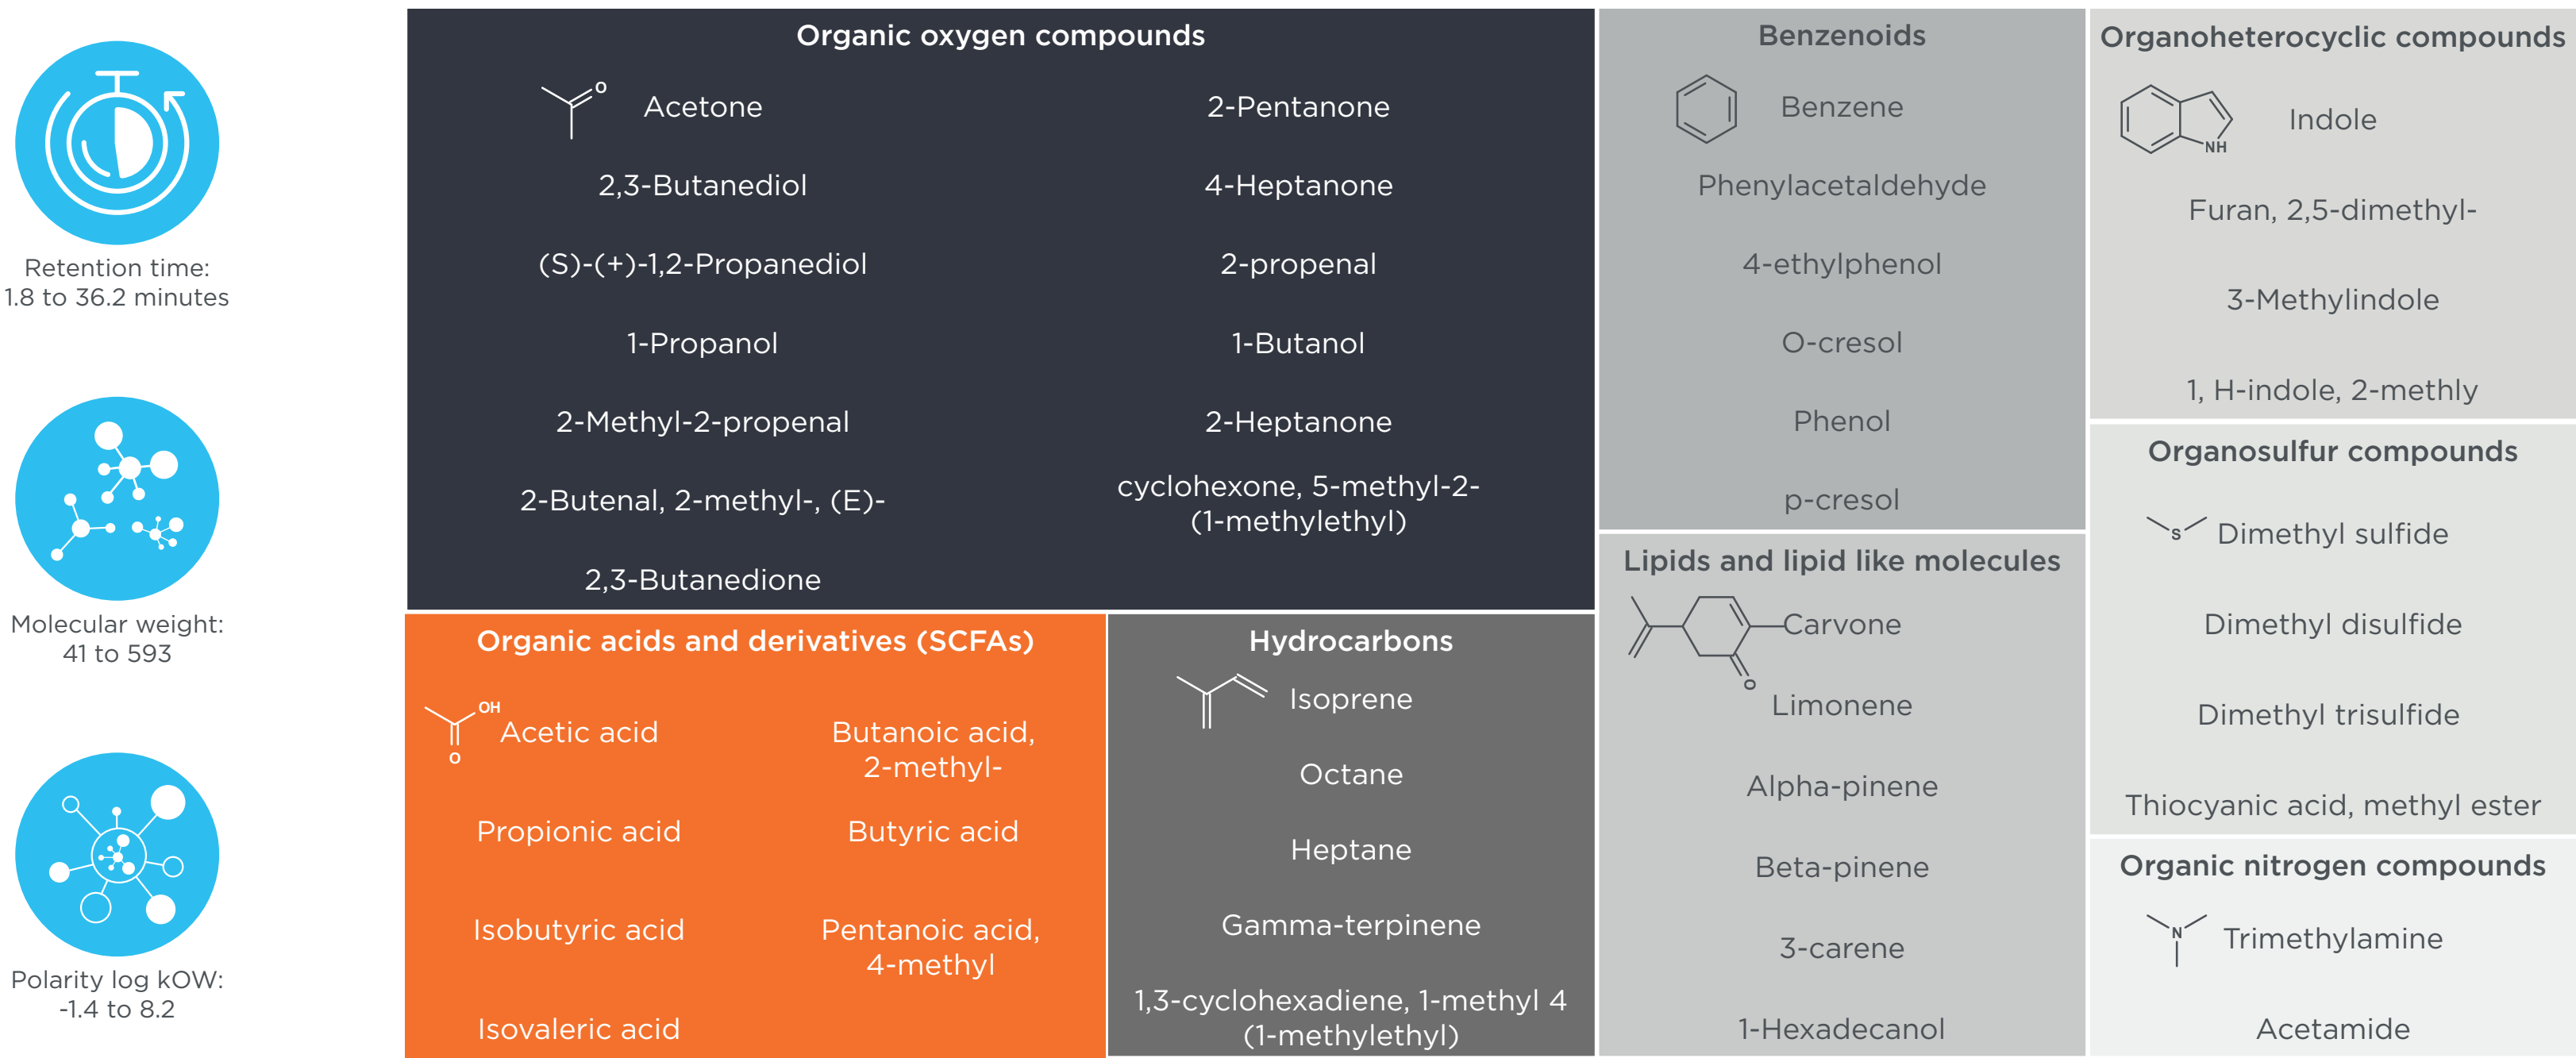 Retention time:
1.8 to 36.2 minutes
Molecular weight:
41 to 593
Polarity log kOW:
-1.4 to 8.2
Organic oxygen compounds
O
Acetone
2,3-Butanediol
(S)-(+)-1,2-Propanediol
1-Propanol
2-Methyl-2-propenal
2-Butenal, 2-methyl-, (E)-
2,3-Butanedione
2-Pentanone
4-Heptanone
2-propenal
1-Butanol
2-Heptanone
cyclohexone, 5-methyl-2-
(1-methylethyl)
Organic acids and derivatives (SCFAs)
OH
O
Acetic acid
Propionic acid
Isobutyric acid
Isovaleric acid
Butanoic acid,
2-methyl-
Butyric acid
Pentanoic acid,
4-methyl
Hydrocarbons
Isoprene
Octane
Heptane
Gamma-terpinene
1,3-cyclohexadiene, 1-methyl 4
(1-methylethyl)
Benzenoids
Benzene
Phenylacetaldehyde
4-ethylphenol
O-cresol
Phenol
p-cresol
Lipids and lipid like molecules
Carvone
O
Limonene
Alpha-pinene
Beta-pinene
3-carene
1-Hexadecanol
Organoheterocyclic compounds
NH
Indole
Furan, 2,5-dimethyl-
3-Methylindole
1, H-indole, 2-methly
Organosulfur compounds
S
Dimethyl sulfide
Dimethyl disulfide
Dimethyl trisulfide
Thiocyanic acid, methyl ester
Organic nitrogen compounds
N
Trimethylamine
Acetamide